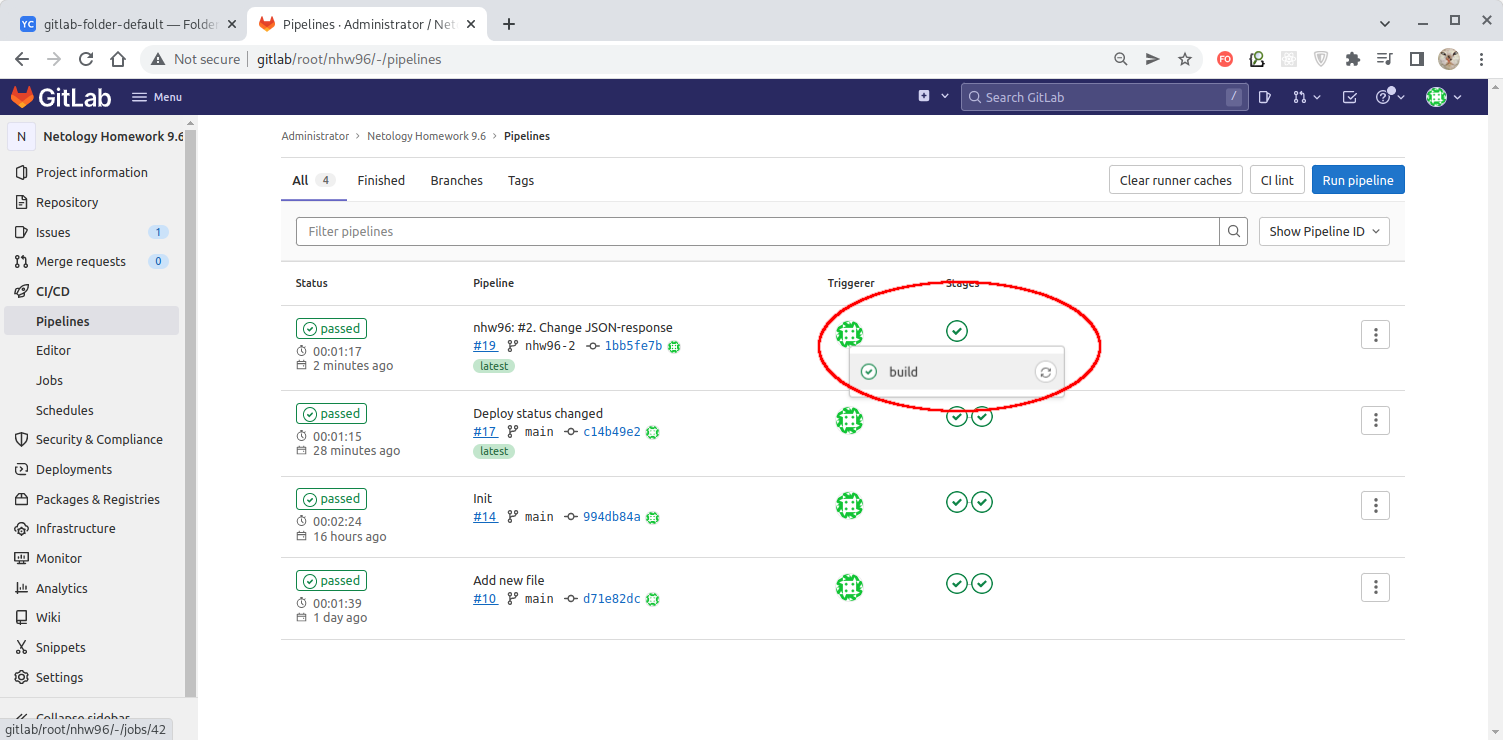 YC gitlab-folder-default — Folder
Pipelines · Administrator / Net
Not secure gitlab/root/nhw96/-/pipelines
FO
GitLab Menu Search GitLab /
N Netology Homework 9.6
Project information
Repository
Issues 1
Merge requests 0
CI/CD
Pipelines
Editor
Jobs
Schedules
Security & Compliance
Deployments
Packages & Registries
Infrastructure
Monitor
Analytics
Wiki
Snippets
Settings
Collapse sidebar
gitlab/root/nhw96/-/jobs/42
Administrator › Netology Homework 9.6 › Pipelines
All 4 Finished Branches Tags Clear runner caches CI lint Run pipeline
Filter pipelines Show Pipeline ID
Status Pipeline Triggerer Stages
passed
00:01:17
2 minutes ago
nhw96: #2. Change JSON-response
#19 nhw96-2 1bb5fe7b
latest
build
passed
00:01:15
28 minutes ago
Deploy status changed
#17 main c14b49e2
latest
passed
00:02:24
16 hours ago
Init
#14 main 994db84a
passed
00:01:39
1 day ago
Add new file
#10 main d71e82dc